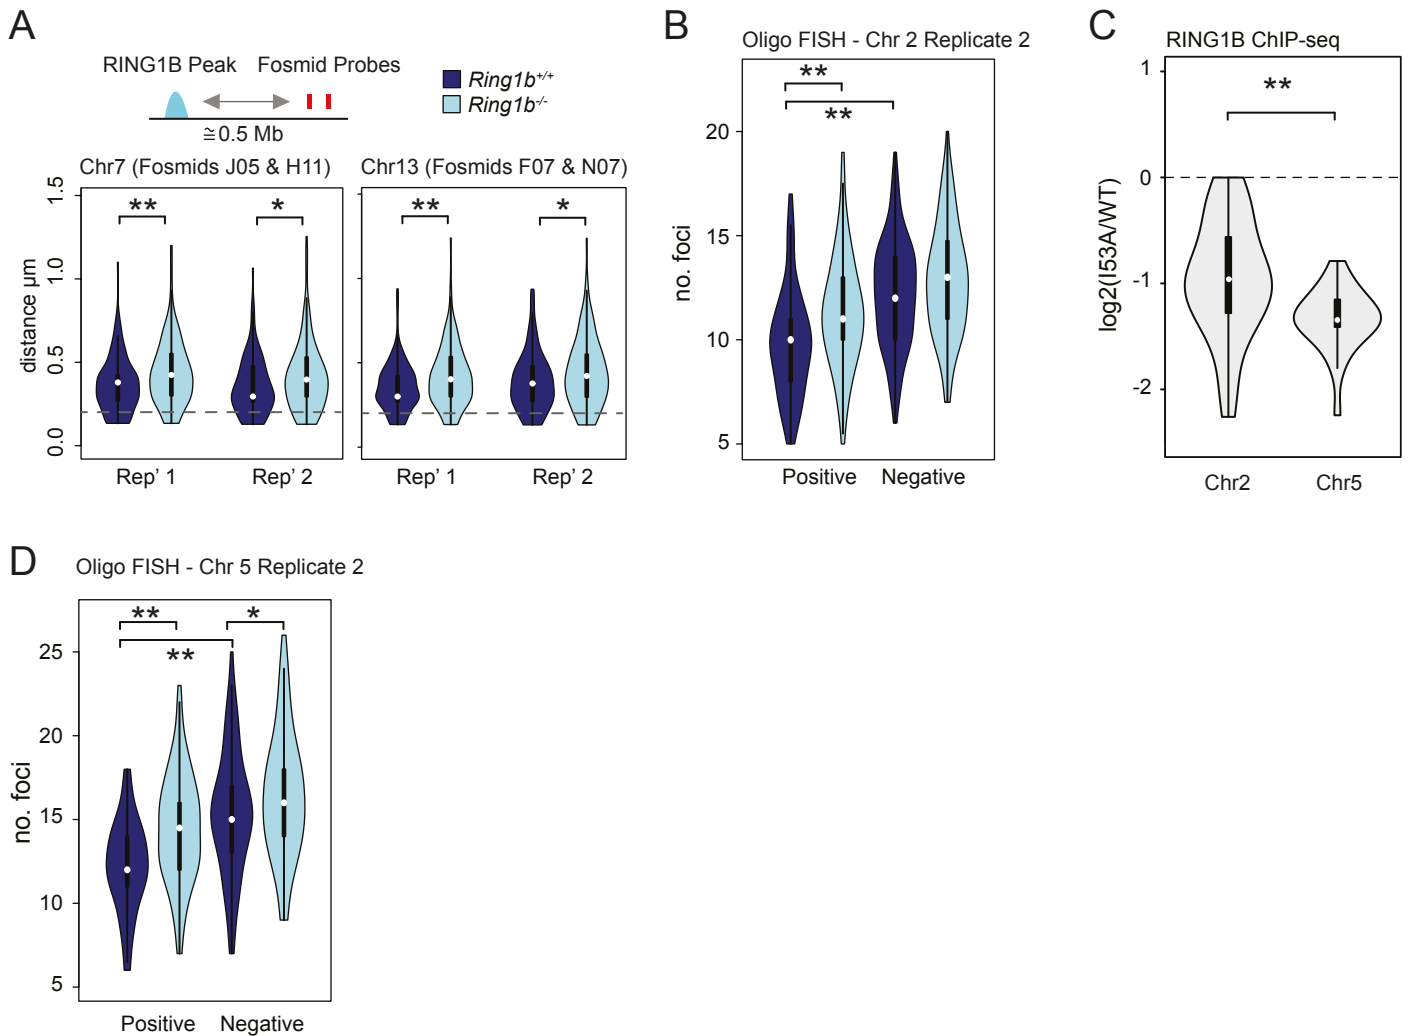 A
RING1B Peak
Fosmid Probes
≅0.5 Mb
Ring1b+/+
Ring1b-/-
Chr7 (Fosmids J05 & H11)
Chr13 (Fosmids F07 & N07)
distance µm
1.5
1.0
0.5
0.0
**
*
**
*
Rep' 1
Rep' 2
Rep' 1
Rep' 2
B
Oligo FISH - Chr 2 Replicate 2
no. foci
20
15
10
5
**
**
Positive
Negative
C
RING1B ChIP-seq
log2(I53A/WT)
1
0
-1
-2
**
Chr2
Chr5
D
Oligo FISH - Chr 5 Replicate 2
no. foci
25
20
15
10
5
**
*
**
Positive
Negative